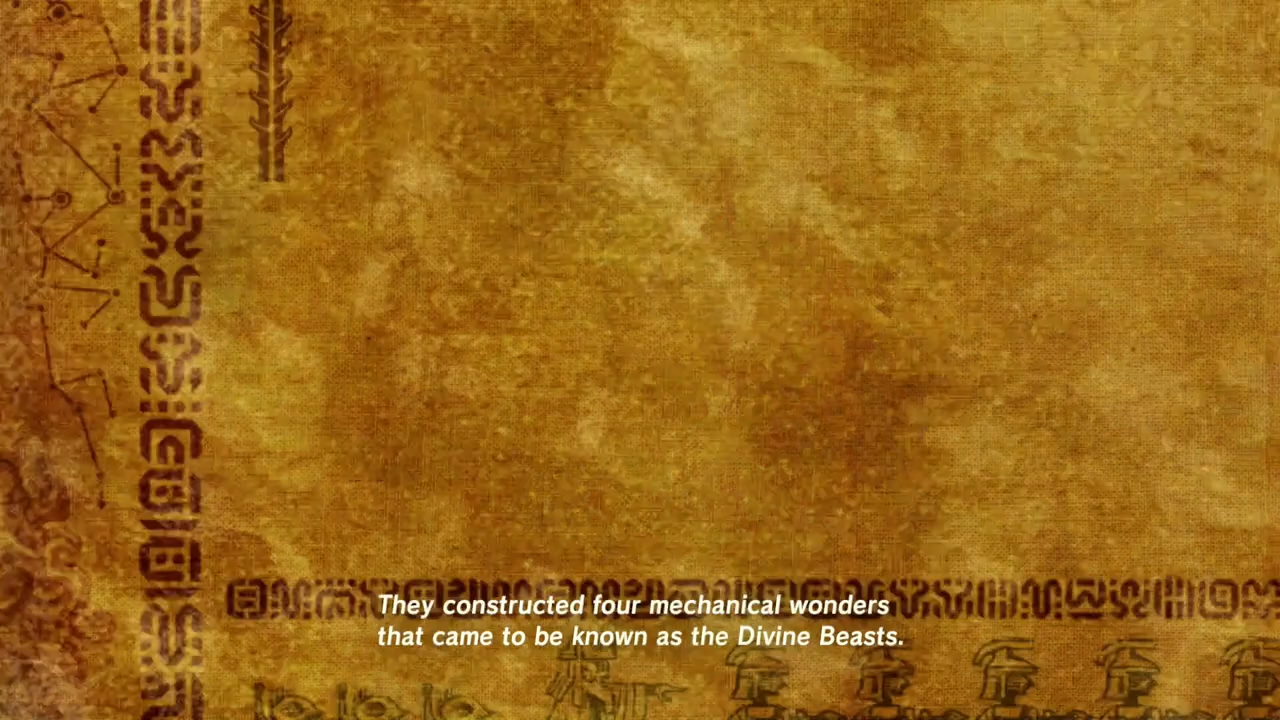 They constructed four mechanical wonders
that came to be known as the Divine Beasts.